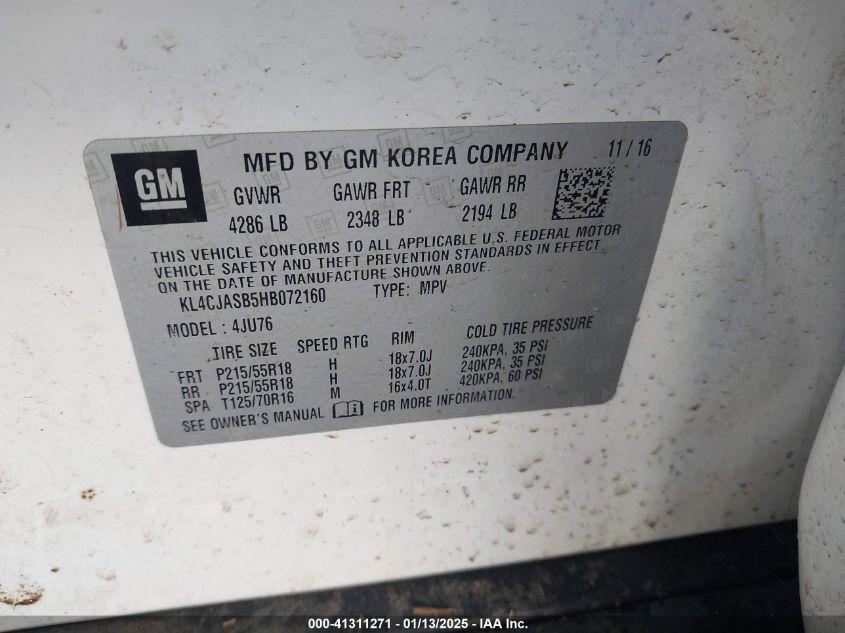 GM
MFD BY GM KOREA COMPANY 11/16
GVWR GAWR FRT GAWR RR
4286 LB 2348 LB 2194 LB
THIS VEHICLE CONFORMS TO ALL APPLICABLE U.S. FEDERAL MOTOR
VEHICLE SAFETY AND THEFT PREVENTION STANDARDS IN EFFECT
ON THE DATE OF MANUFACTURE SHOWN ABOVE.
KL4CJASB5HB072160 TYPE: MPV
MODEL: 4JU76
TIRE SIZE SPEED RTG RIM COLD TIRE PRESSURE
FRT P215/55R18 H 18x7.0J 240KPA, 35 PSI
RR P215/55R18 H 18x7.0J 240KPA, 35 PSI
SPA T125/70R16 M 16x4.0T 420KPA, 60 PSI
SEE OWNER'S MANUAL FOR MORE INFORMATION.
000-41311271 - 01/13/2025 - IAA Inc.